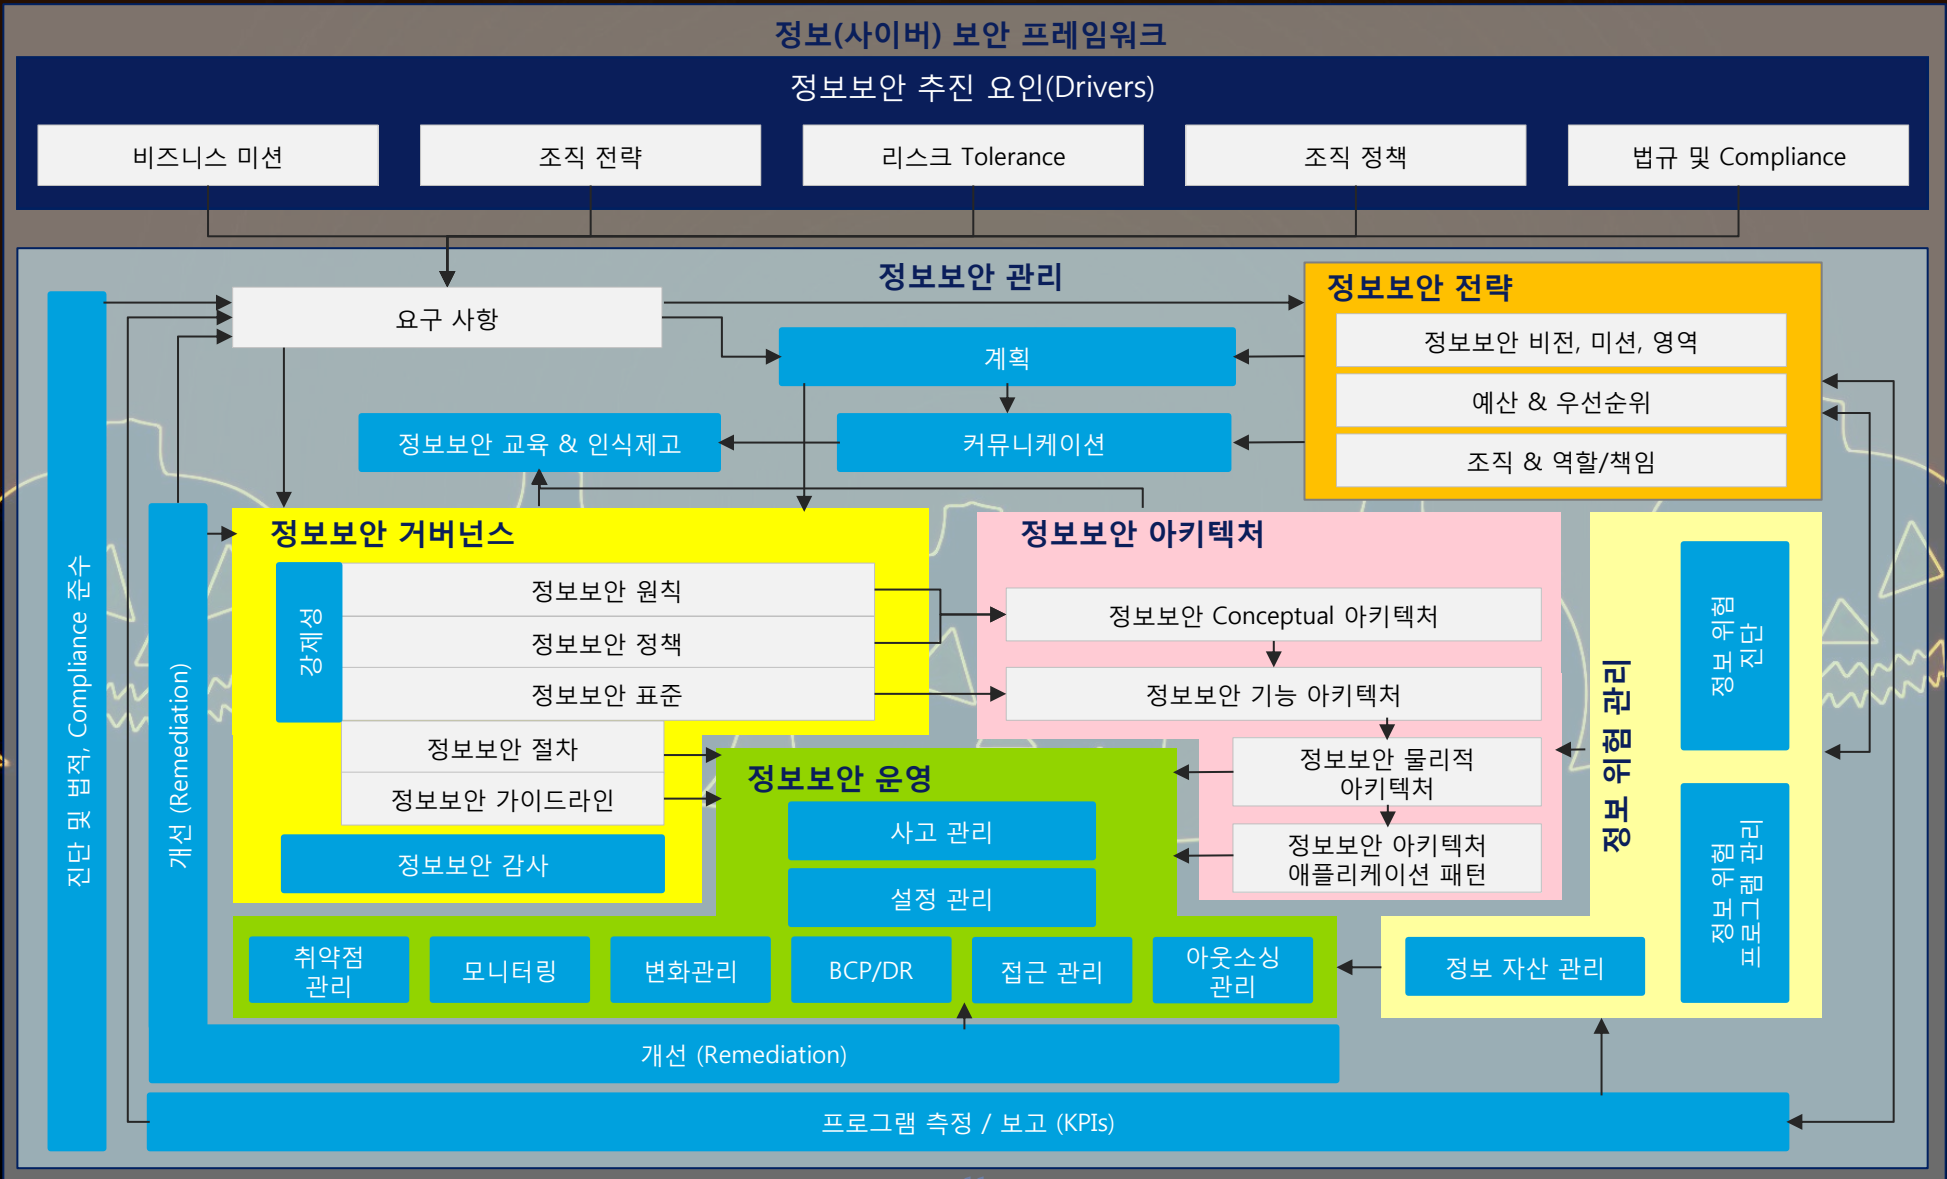 정보(사이버) 보안 프레임워크
정보보안 추진 요인(Drivers)
비즈니스 미션
조직 전략
리스크 Tolerance
조직 정책
법규 및 Compliance
정보보안 관리
요구 사항
계획
정보보안 교육 & 인식제고
커뮤니케이션
정보보안 전략
정보보안 비전, 미션, 영역
예산 & 우선순위
조직 & 역할/책임
진단 및 법적, Compliance 준수
개선 (Remediation)
정보보안 거버넌스
강제성
정보보안 원칙
정보보안 정책
정보보안 표준
정보보안 절차
정보보안 가이드라인
정보보안 감사
정보보안 아키텍처
정보보안 Conceptual 아키텍처
정보보안 기능 아키텍처
정보보안 물리적
아키텍처
정보보안 아키텍처
애플리케이션 패턴
정보보안 운영
사고 관리
설정 관리
취약점
관리
모니터링
변화관리
BCP/DR
접근 관리
아웃소싱
관리
정보 위험 관리
정보 위험
진단
정보 위험
프로그램 관리
정보 자산 관리
개선 (Remediation)
프로그램 측정 / 보고 (KPIs)